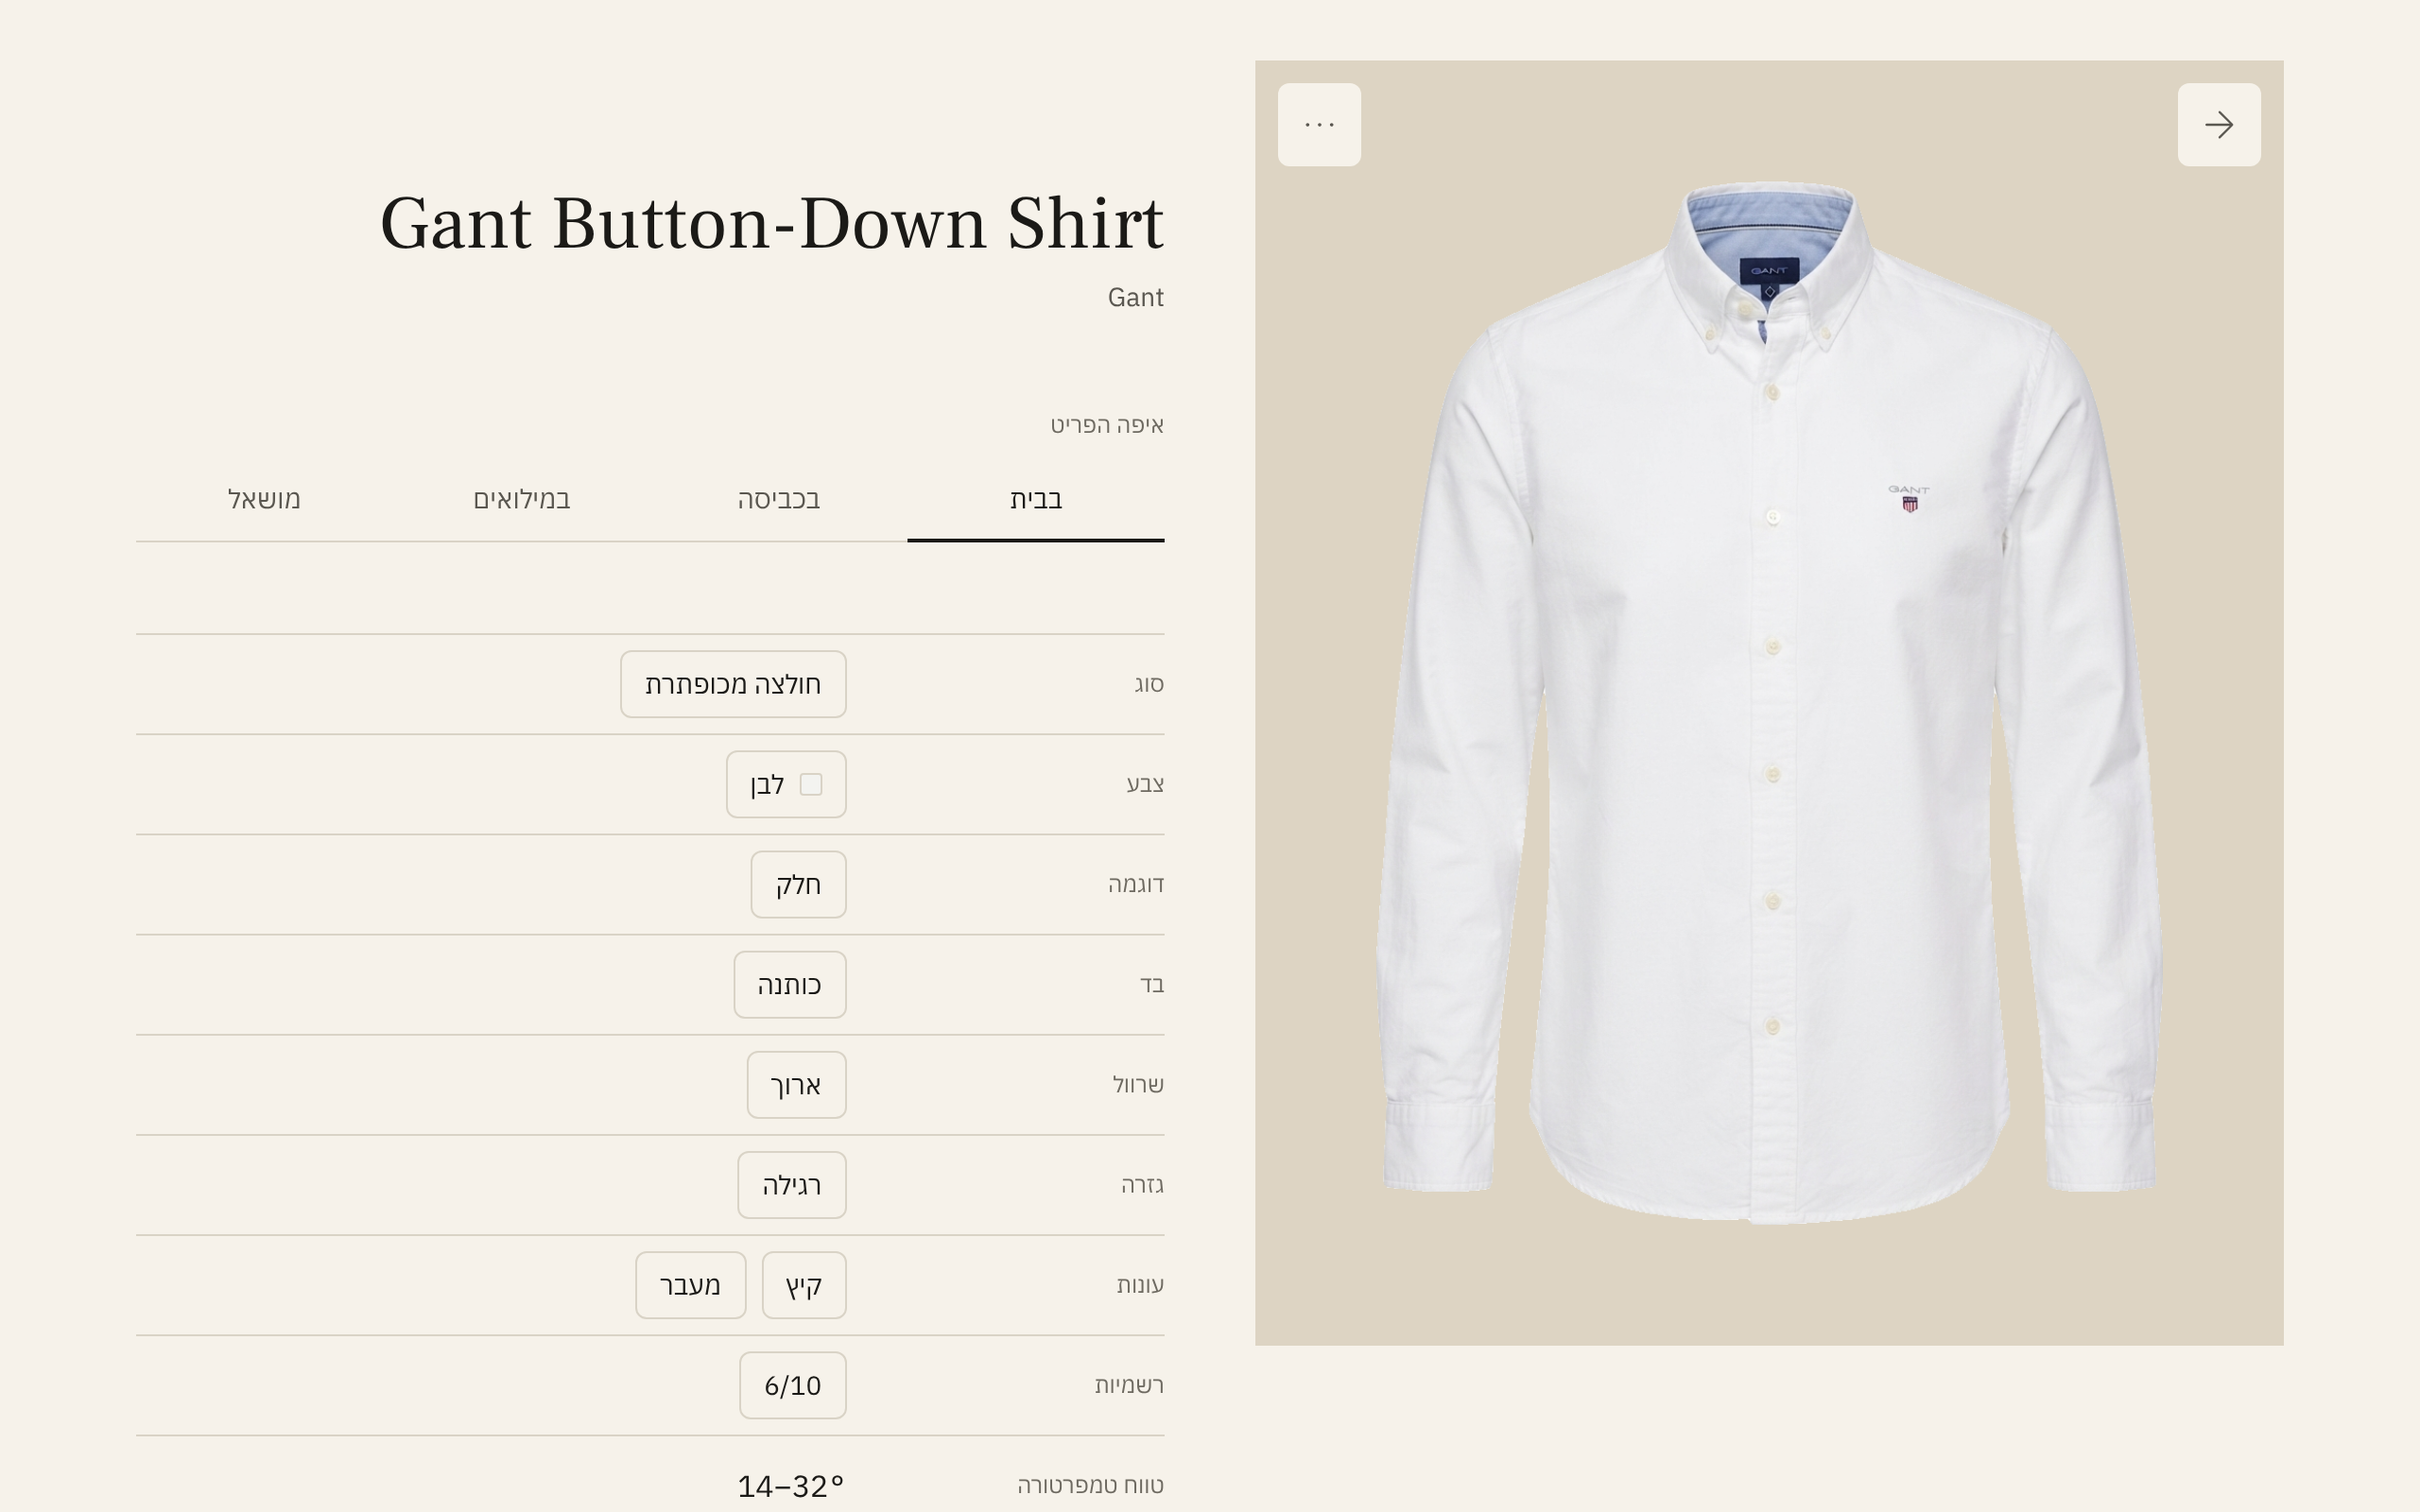 GANT
GANT
Gant Button-Down Shirt
Gant
איפה הפריט
בבית בכביסה במילואים מושאל
סוג חולצה מכופתרת
צבע לבן
דוגמה חלק
בד כותנה
שרוול ארוך
גזרה רגילה
עונות קיץ מעבר
רשמיות 6/10
טווח טמפרטורה 14–32°